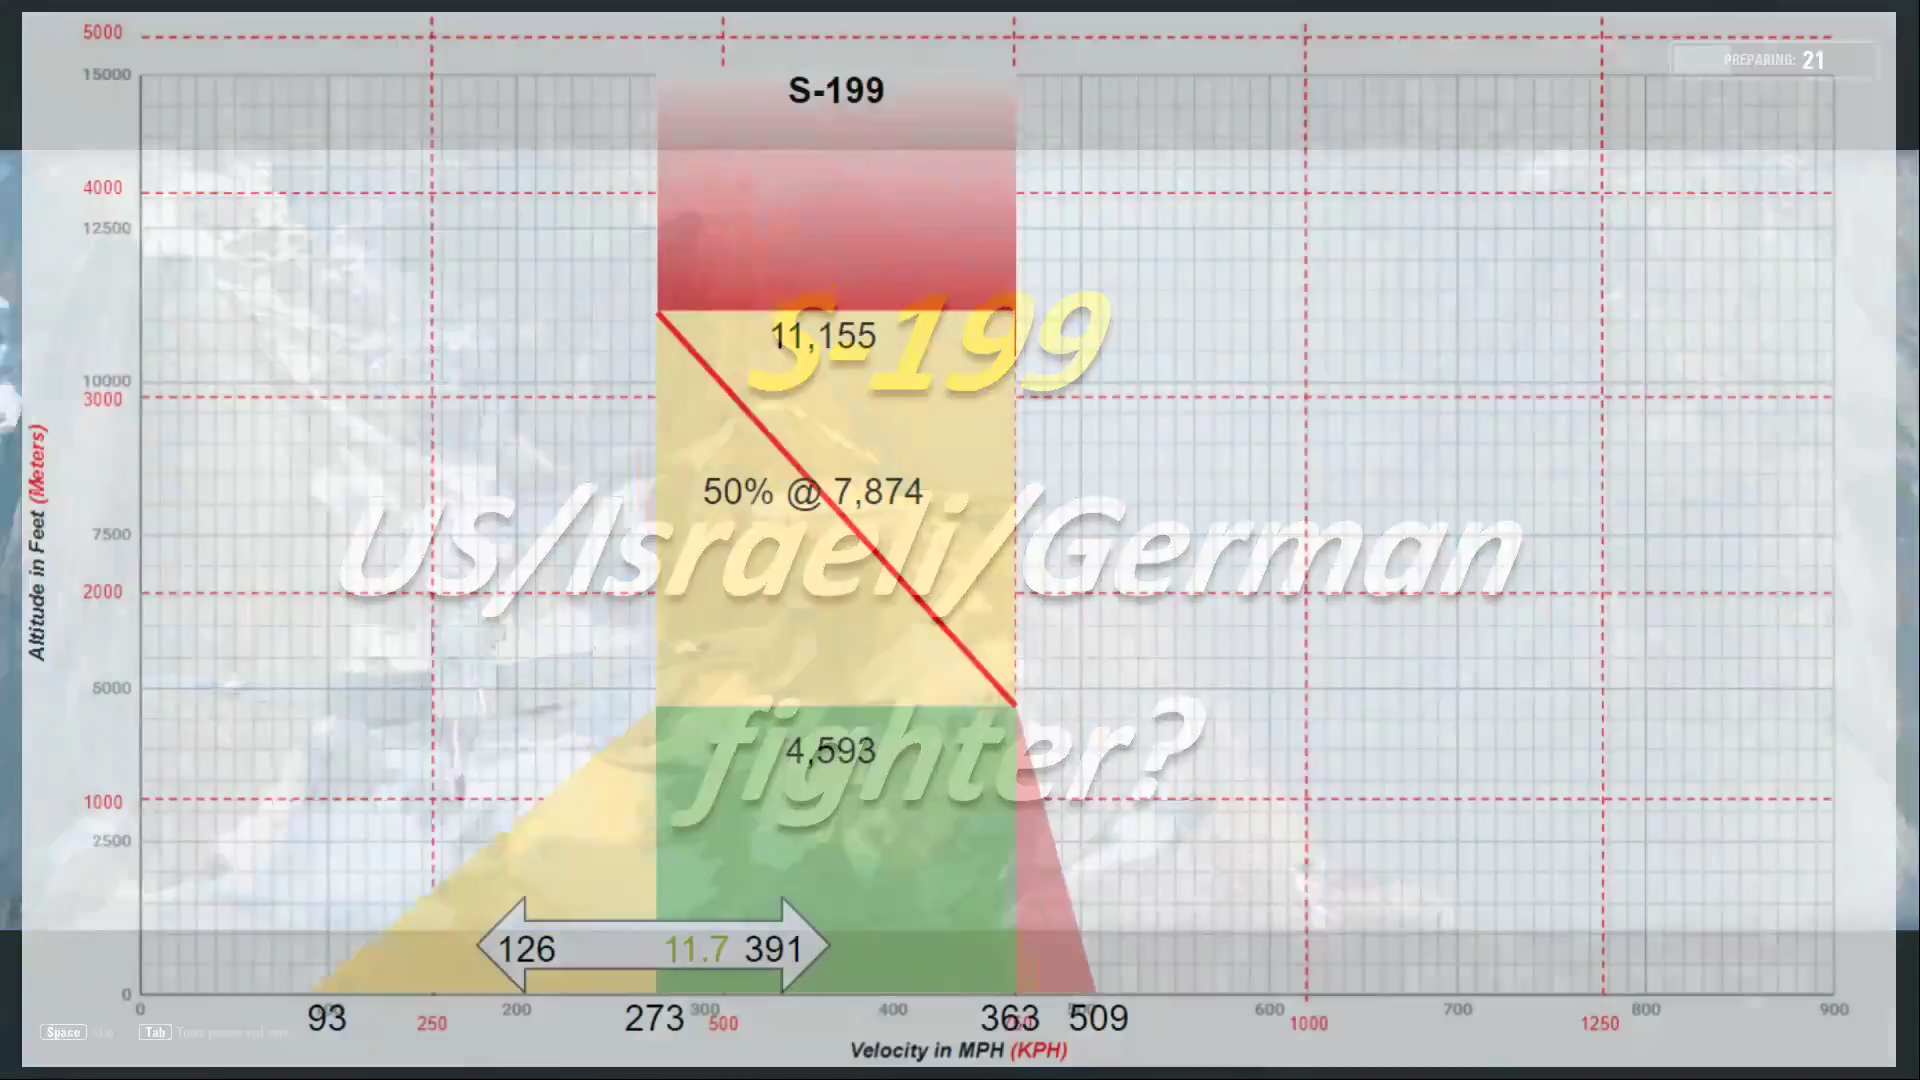 5000
15000
PREPARING: 21
S-199
4000
12500
S-199
11,155
10000
3000
50% @ 7,874
US/Israeli/German
7500
2000
5000
fighter?
4,593
1000
2500
126 11.7 391
0
0 200 300 400 600 700 800 900
93 250 273 500 363 509 1000 1250
Space Tab
Velocity in MPH (KPH)
Altitude in Feet (Meters)